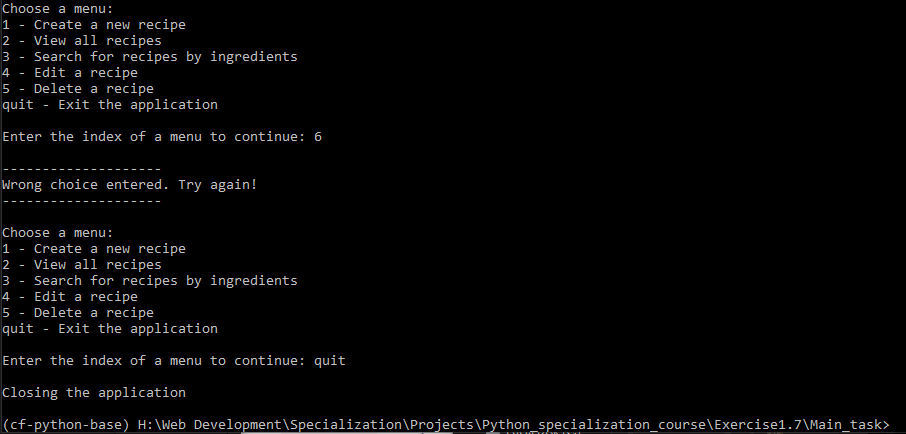 Choose a menu:
1 - Create a new recipe
2 - View all recipes
3 - Search for recipes by ingredients
4 - Edit a recipe
5 - Delete a recipe
quit - Exit the application
Enter the index of a menu to continue: 6
--------------------
Wrong choice entered. Try again!
--------------------
Choose a menu:
1 - Create a new recipe
2 - View all recipes
3 - Search for recipes by ingredients
4 - Edit a recipe
5 - Delete a recipe
quit - Exit the application
Enter the index of a menu to continue: quit
Closing the application
(cf-python-base) H:\Web Development\Specialization\Projects\Python_specialization_course\Exercise1.7\Main_task>